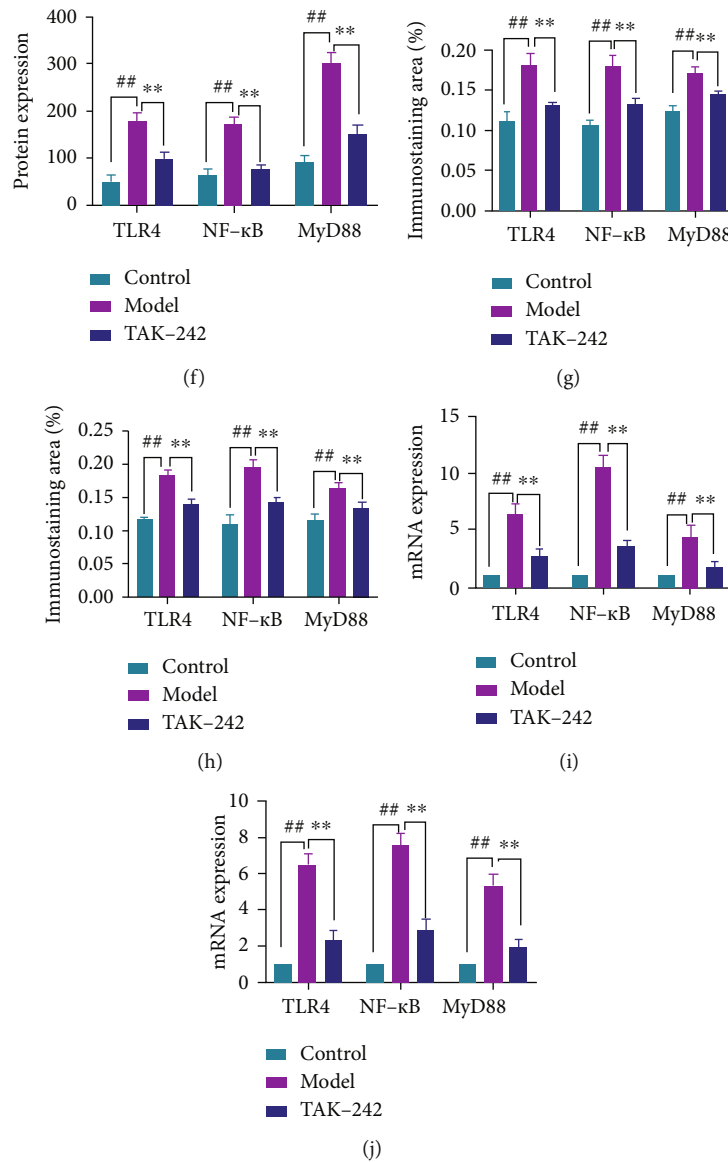 Protein expression
400
300
200
100
0
##
**
##
**
##
**
TLR4
NF–κB
MyD88
Control
Model
TAK–242
(f)
Immunostaining area (%)
0.20
0.15
0.10
0.05
0.00
##
**
##
**
##
**
TLR4
NF–κB
MyD88
Control
Model
TAK–242
(g)
Immunostaining area (%)
0.25
0.20
0.15
0.10
0.05
0.00
##
**
##
**
##
**
TLR4
NF–κB
MyD88
Control
Model
TAK–242
(h)
mRNA expression
15
10
5
0
##
**
##
**
##
**
TLR4
NF–κB
MyD88
Control
Model
TAK–242
(i)
mRNA expression
10
8
6
4
2
0
##
**
##
**
##
**
TLR4
NF–κB
MyD88
Control
Model
TAK–242
(j)